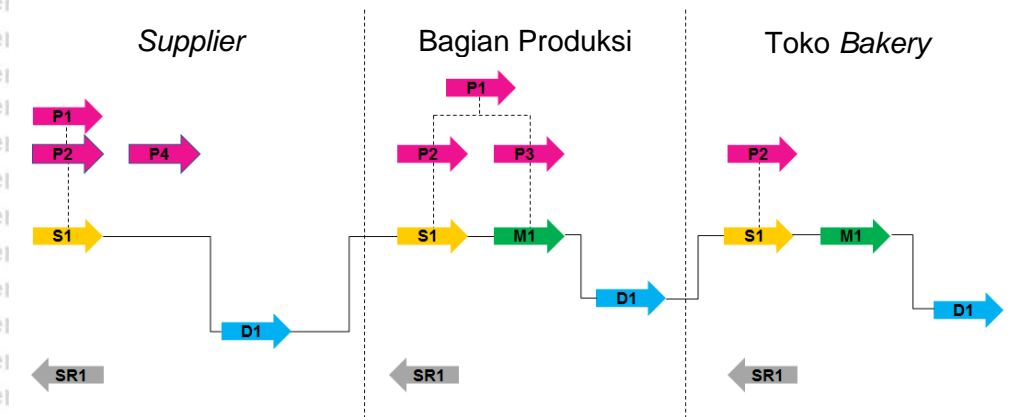 Supplier
Bagian Produksi
Toko Bakery
P1
P1
P2
P4
P2
P3
P2
S1
S1
M1
S1
M1
D1
D1
D1
SR1
SR1
SR1